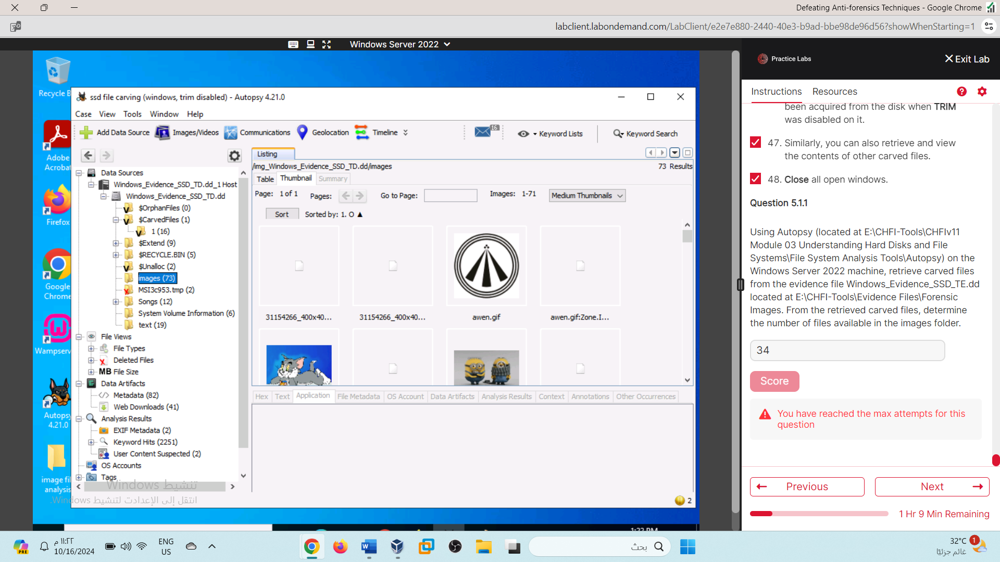 Defeating Anti-forensics Techniques - Google Chrome
labclient.labondemand.com/LabClient/e2e7e880-2440-40e3-b9ad-bbe98de96d56?showWhenStarting=1
Windows Server 2022
Recycle B
Adobe
Acrobat
Firefox
Google
Chrome
Wampserv
Autopsy
4.21.0
image fil
analysis
ssd file carving (windows, trim disabled) - Autopsy 4.21.0
Case View Tools Window Help
Add Data Source Images/Videos Communications Geolocation Timeline 16 Keyword Lists Keyword Search
Data Sources
Windows_Evidence_SSD_TD.dd_1 Host
Windows_Evidence_SSD_TD.dd
$OrphanFiles (0)
$CarvedFiles (1)
1 (16)
$Extend (9)
$RECYCLE.BIN (5)
$Unalloc (2)
images (73)
MSI3c953.tmp (2)
Songs (12)
System Volume Information (6)
text (19)
File Views
File Types
Deleted Files
MB File Size
Data Artifacts
Metadata (82)
Web Downloads (41)
Analysis Results
EXIF Metadata (2)
Keyword Hits (2251)
User Content Suspected (2)
OS Accounts
Tags
Listing
/img_Windows_Evidence_SSD_TD.dd/images
73 Results
Table Thumbnail Summary
Page: 1 of 1 Pages: Go to Page: Images: 1-71 Medium Thumbnails
Sort Sorted by: 1. O ▲
31154266_400x40... 31154266_400x40... awen.gif awen.gif:Zone.I...
Hex Text Application File Metadata OS Account Data Artifacts Analysis Results Context Annotations Other Occurrences
2
تنشيط Windows
انتقل إلى الإعدادت لتنشيط Windows.
1:22 PM
Practice Labs
Exit Lab
Instructions Resources
been acquired from the disk when TRIM
was disabled on it.
47. Similarly, you can also retrieve and view
the contents of other carved files.
48. Close all open windows.
Question 5.1.1
Using Autopsy (located at E:\CHFI-Tools\CHFIv11
Module 03 Understanding Hard Disks and File
Systems\File System Analysis Tools\Autopsy) on the
Windows Server 2022 machine, retrieve carved files
from the evidence file Windows_Evidence_SSD_TE.dd
located at E:\CHFI-Tools\Evidence Files\Forensic
Images. From the retrieved carved files, determine
the number of files available in the images folder.
34
Score
You have reached the max attempts for this
question
Previous
Next
1 Hr 9 Min Remaining
PRE
١١:٢٢ م
10/16/2024
ENG
US
بحث
32°C
غائم جزئيًا
1